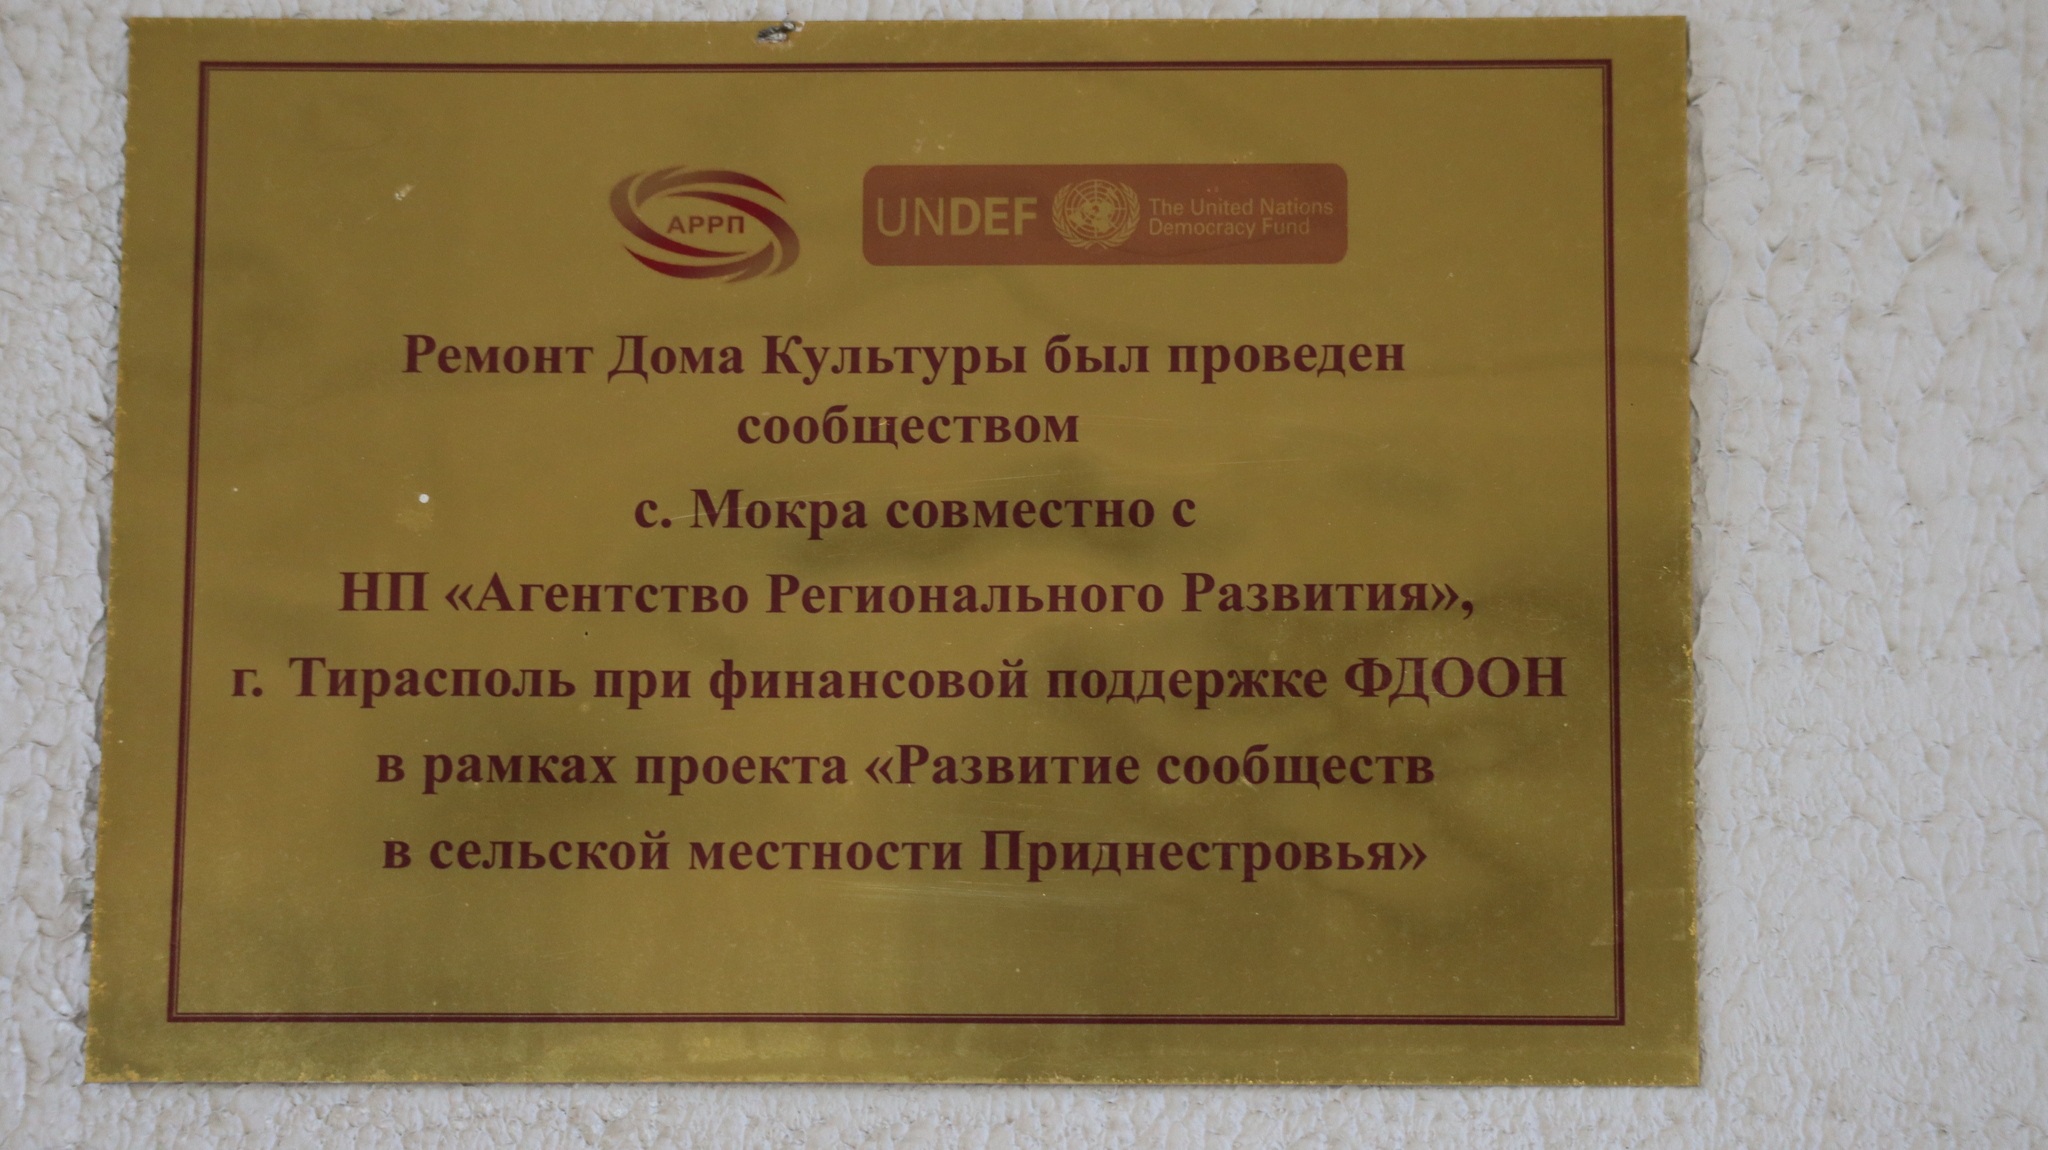 АРРП
UNDEF The United Nations
Democracy Fund
Ремонт Дома Культуры был проведен
сообществом
с. Мокра совместно с
НП «Агентство Регионального Развития»,
г. Тирасполь при финансовой поддержке ФДООН
в рамках проекта «Развитие сообществ
в сельской местности Приднестровья»